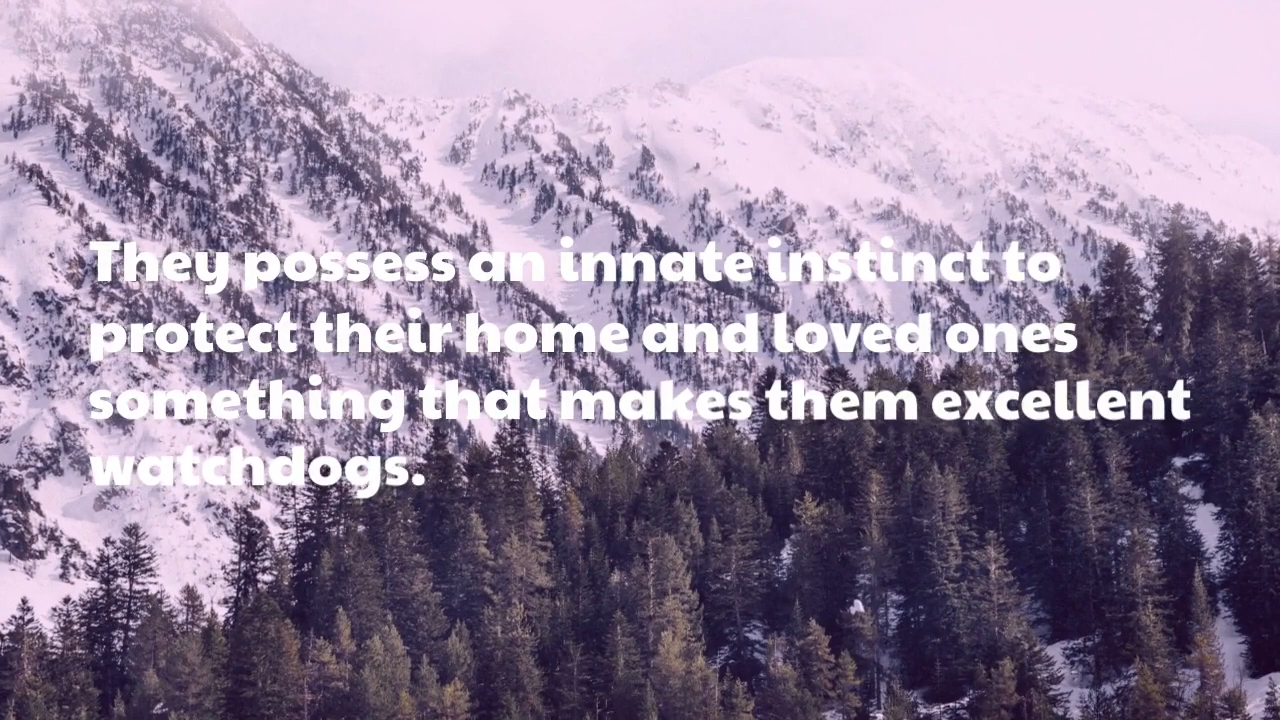 They possess an innate instinct to
protect their home and loved ones
something that makes them excellent
watchdogs.